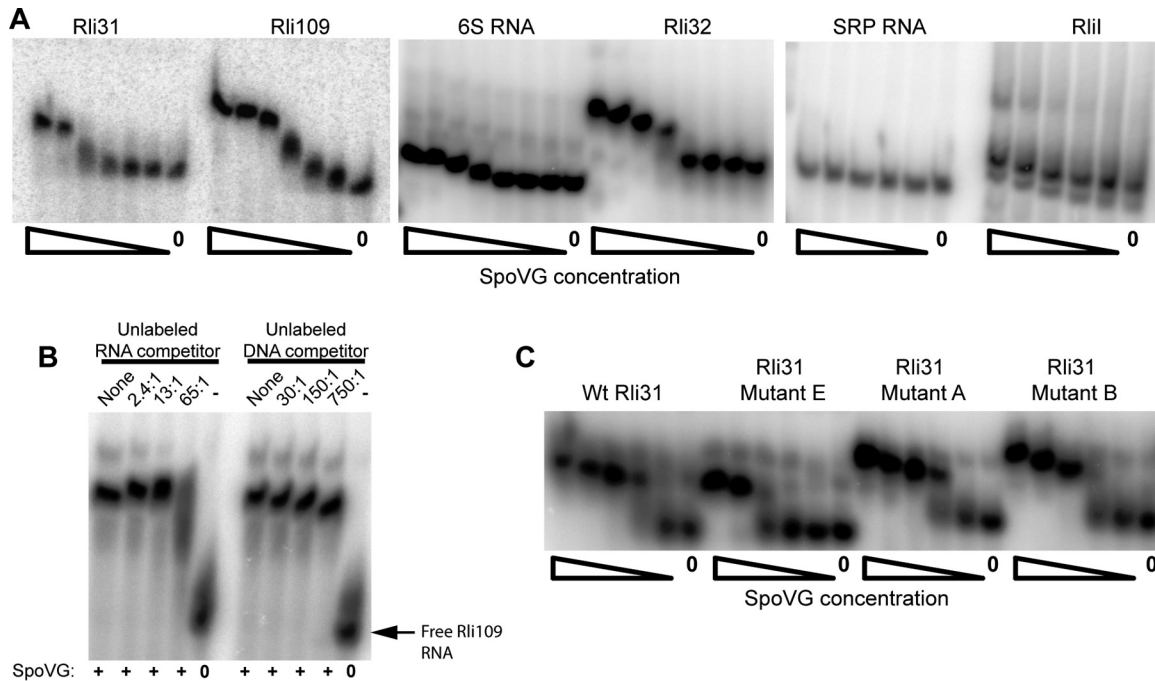 A
Rli31 Rli109 6S RNA Rli32 SRP RNA RliI
0 0 0 0 0 0
SpoVG concentration
B
Unlabeled Unlabeled
RNA competitor DNA competitor
None 2.4:1 13:1 65:1 - None 30:1 150:1 750:1 -
Free Rli109
RNA
SpoVG: + + + + 0 + + + + 0
C
Rli31 Rli31 Rli31
Wt Rli31 Mutant E Mutant A Mutant B
0 0 0 0
SpoVG concentration